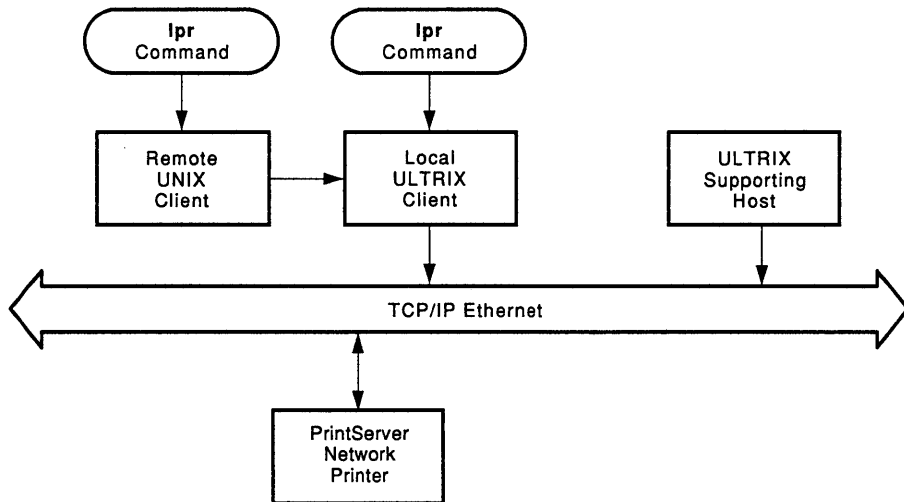 lpr
Command
lpr
Command
Remote
UNIX
Client
Local
ULTRIX
Client
ULTRIX
Supporting
Host
TCP/IP Ethernet
PrintServer
Network
Printer